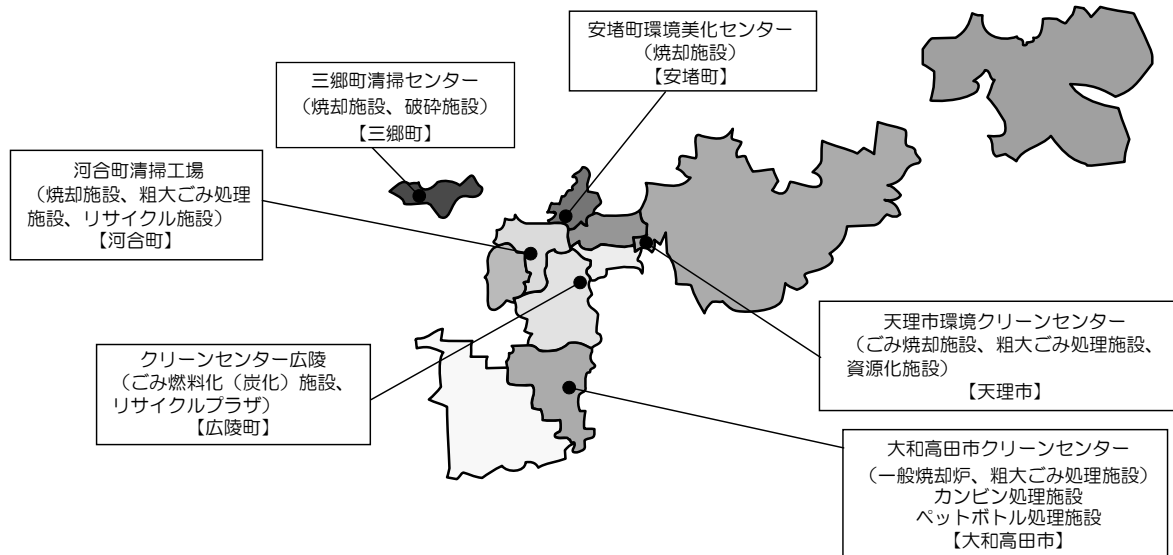 安堵町環境美化センター
（焼却施設）
【安堵町】
三郷町清掃センター
（焼却施設、破砕施設）
【三郷町】
河合町清掃工場
（焼却施設、粗大ごみ処理
施設、リサイクル施設）
【河合町】
クリーンセンター広陵
（ごみ燃料化（炭化）施設、
リサイクルプラザ）
【広陵町】
天理市環境クリーンセンター
（ごみ焼却施設、粗大ごみ処理施設、
資源化施設）
【天理市】
大和高田市クリーンセンター
（一般焼却炉、粗大ごみ処理施設）
カンビン処理施設
ペットボトル処理施設
【大和高田市】